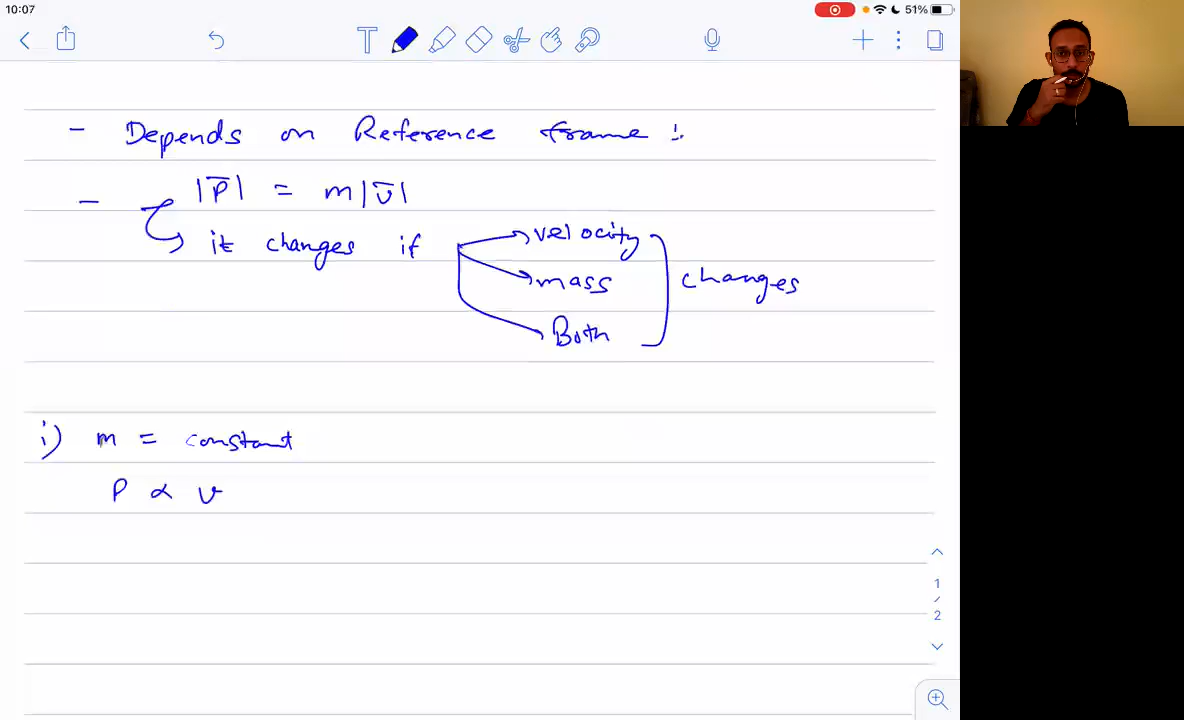 10:07
51%
T
- Depends on Reference frame :
- |p̅| = m|v̅|
it changes if
velocity
mass
Both
changes
i) m = constant
P ∝ v
1
/
2